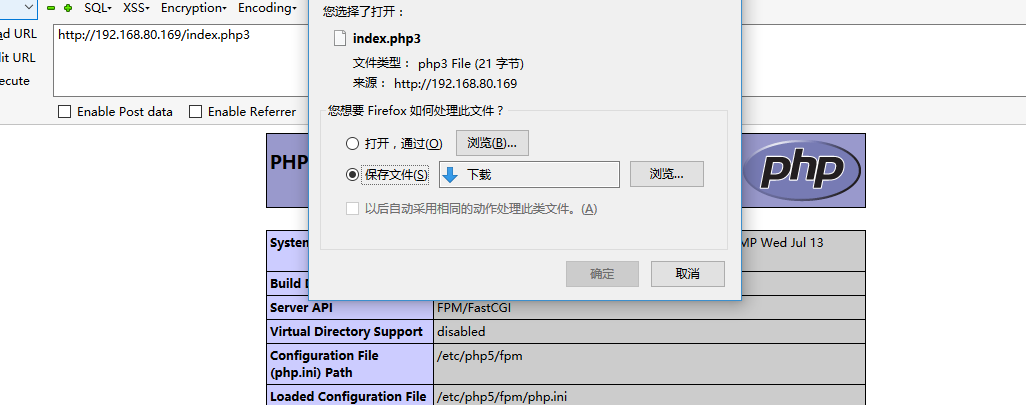 SQL▾ XSS▾ Encryption▾ Encoding▾
ad URL
dit URL
ecute
http://192.168.80.169/index.php3
Enable Post data
Enable Referrer
您选择了打开：
index.php3
文件类型： php3 File (21 字节)
来源： http://192.168.80.169
您想要 Firefox 如何处理此文件？
打开，通过(O)
浏览(B)...
保存文件(S)
下载
浏览...
以后自动采用相同的动作处理此类文件。(A)
确定
取消
PHP
php
System
MP Wed Jul 13
Build D
Server API
FPM/FastCGI
Virtual Directory Support
disabled
Configuration File
(php.ini) Path
/etc/php5/fpm
Loaded Configuration File
/etc/php5/fpm/php.ini